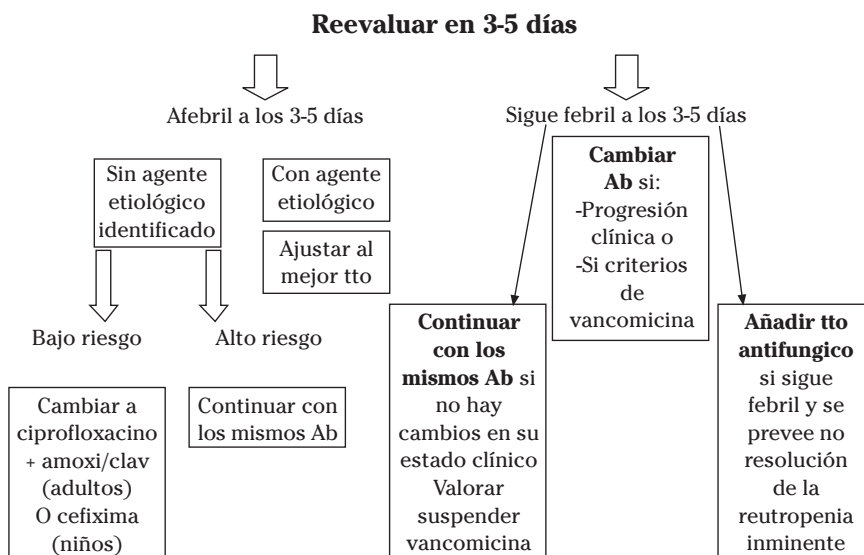 Reevaluar en 3-5 días
Afebril a los 3-5 días
Sin agente
etiológico
identificado
Con agente
etiológico
Ajustar al
mejor tto
Bajo riesgo
Alto riesgo
Cambiar a
ciprofloxacino
+ amoxi/clav
(adultos)
O cefixima
(niños)
Continuar con
los mismos Ab
Sigue febril a los 3-5 días
Cambiar
Ab si:
-Progresión
clínica o
-Si criterios
de
vancomicina
Continuar
con los
mismos Ab si
no hay
cambios en su
estado clínico
Valorar
suspender
vancomicina
Añadir tto
antifungico
si sigue
febril y se
prevee no
resolución
de la
reutropenia
inminente